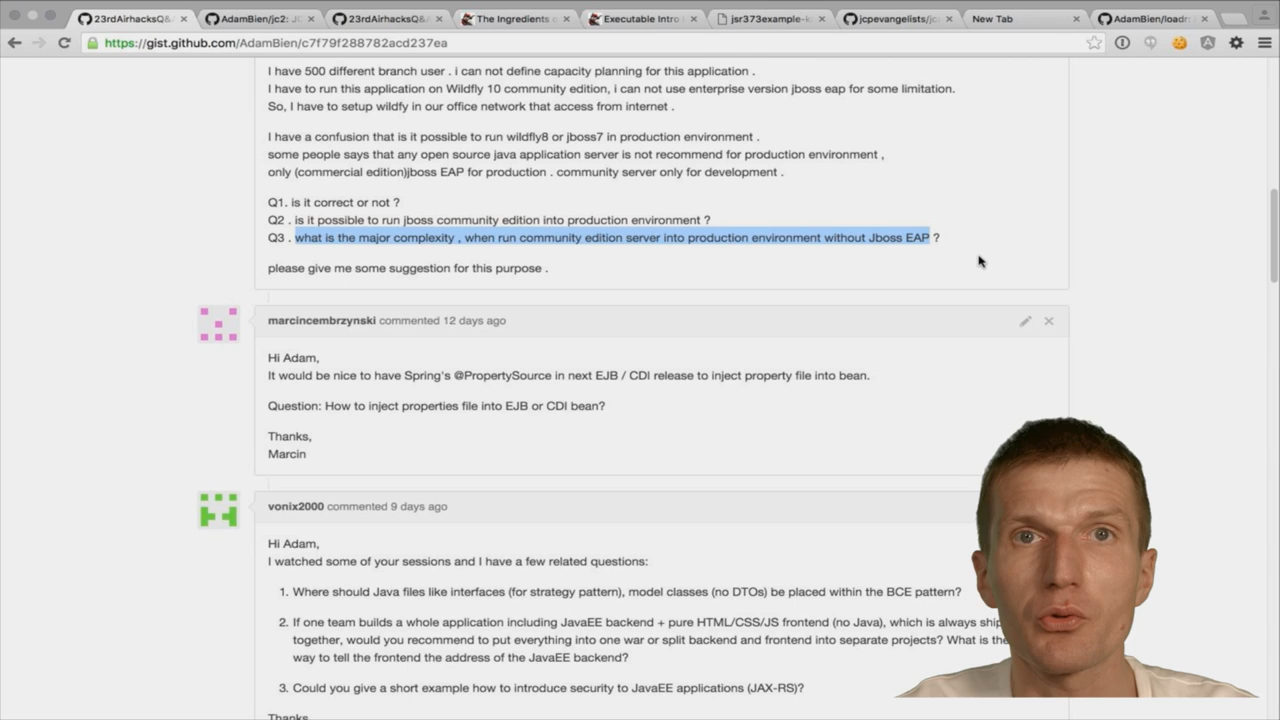 23rdAirhacksQ&A
AdamBien/jc2: JC
23rdAirhacksQ&A
The Ingredients o
Executable Intro
jsr373example-k
jcpevangelists/jc
New Tab
AdamBien/loadr:
https://gist.github.com/AdamBien/c7f79f288782acd237ea
I have 500 different branch user . i can not define capacity planning for this application .
I have to run this application on Wildfly 10 community edition, i can not use enterprise version jboss eap for some limitation.
So, I have to setup wildfy in our office network that access from internet .
I have a confusion that is it possible to run wildfly8 or jboss7 in production environment .
some people says that any open source java application server is not recommend for production environment ,
only (commercial edition)jboss EAP for production . community server only for development .
Q1. is it correct or not ?
Q2 . is it possible to run jboss community edition into production environment ?
Q3 . what is the major complexity , when run community edition server into production environment without Jboss EAP ?
please give me some suggestion for this purpose .
marcincembrzynski commented 12 days ago
Hi Adam,
It would be nice to have Spring's @PropertySource in next EJB / CDI release to inject property file into bean.
Question: How to inject properties file into EJB or CDI bean?
Thanks,
Marcin
vonix2000 commented 9 days ago
Hi Adam,
I watched some of your sessions and I have a few related questions:
1. Where should Java files like interfaces (for strategy pattern), model classes (no DTOs) be placed within the BCE pattern?
2. If one team builds a whole application including JavaEE backend + pure HTML/CSS/JS frontend (no Java), which is always ship
together, would you recommend to put everything into one war or split backend and frontend into separate projects? What is the
way to tell the frontend the address of the JavaEE backend?
3. Could you give a short example how to introduce security to JavaEE applications (JAX-RS)?
Thanks